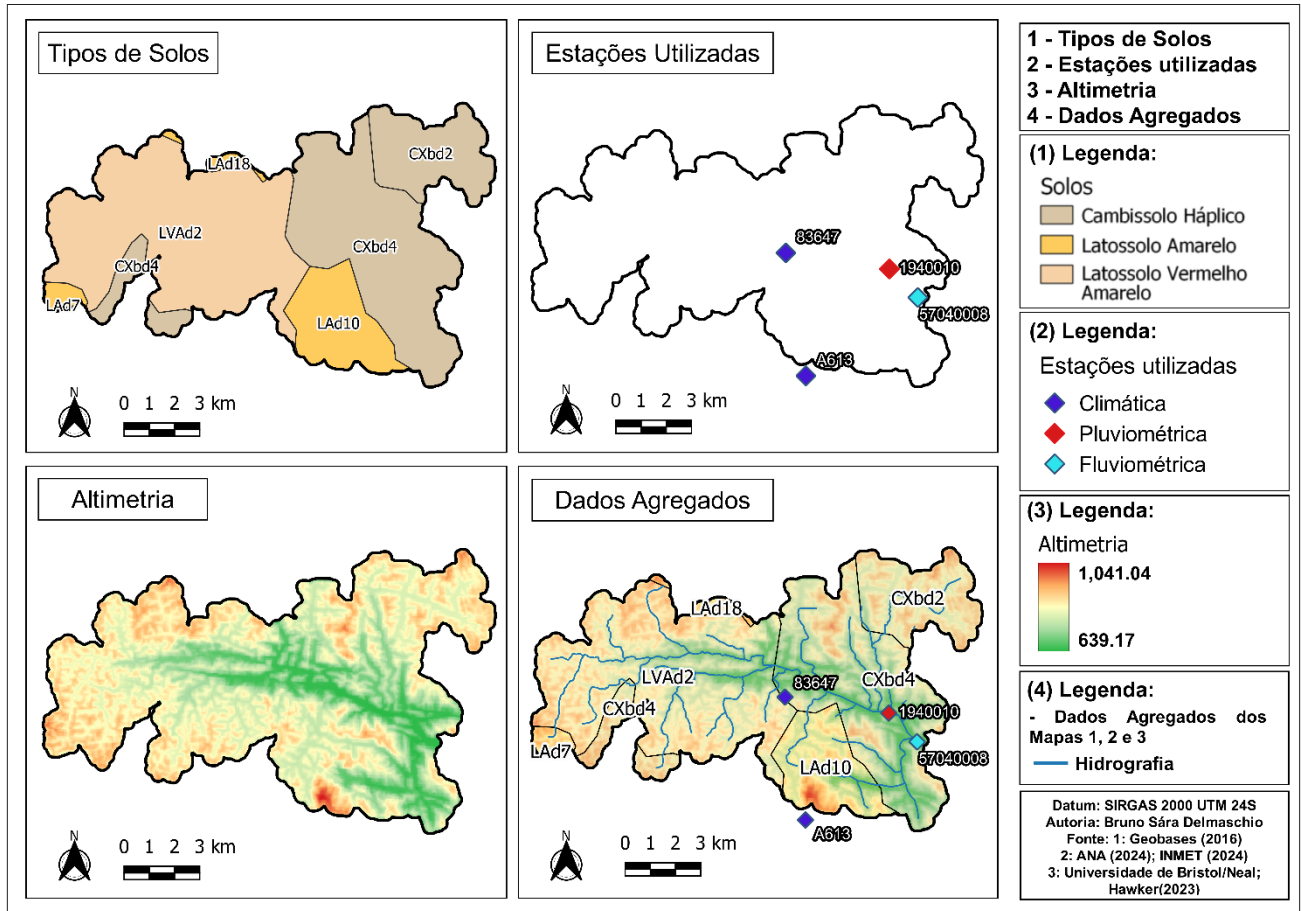 Tipos de Solos
CXbd2
LAd18
LVAd2
CXbd4
CXbd4
LAd7
LAd10
N
0 1 2 3 km
Estações Utilizadas
83647
1940010
57040008
A613
N
0 1 2 3 km
Altimetria
N
0 1 2 3 km
Dados Agregados
CXbd2
LAd18
LVAd2
CXbd4
83647
CXbd4
1940010
LAd7
57040008
LAd10
A613
N
0 1 2 3 km
1 - Tipos de Solos
2 - Estações utilizadas
3 - Altimetria
4 - Dados Agregados
(1) Legenda:
Solos
Cambissolo Háplico
Latossolo Amarelo
Latossolo Vermelho
Amarelo
(2) Legenda:
Estações utilizadas
Climática
Pluviométrica
Fluviométrica
(3) Legenda:
Altimetria
1,041.04
639.17
(4) Legenda:
- Dados Agregados dos
Mapas 1, 2 e 3
Hidrografia
Datum: SIRGAS 2000 UTM 24S
Autoria: Bruno Sára Delmaschio
Fonte: 1: Geobases (2016)
2: ANA (2024); INMET (2024)
3: Universidade de Bristol/Neal;
Hawker(2023)